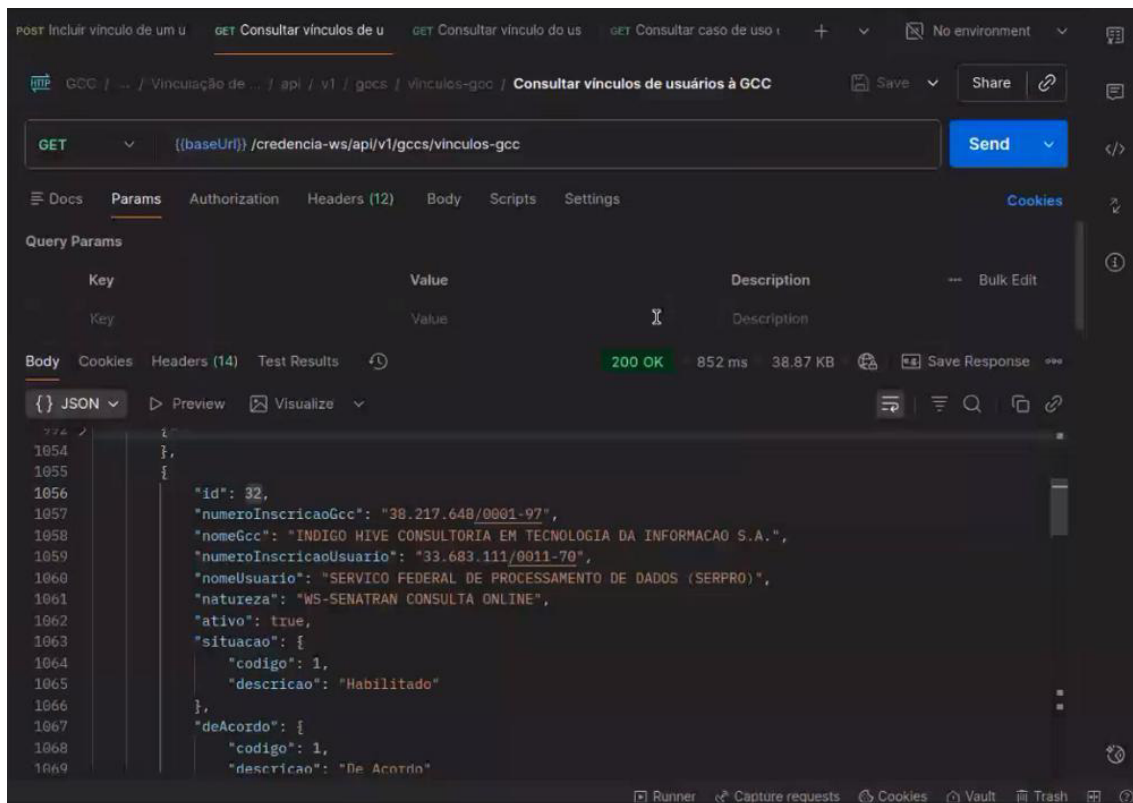 POST Incluir vínculo de um u GET Consultar vínculos de u GET Consultar vínculo do us GET Consultar caso de uso No environment
GCC / ... / Vinculação de ... / api / v1 / gccs / vinculos-gcc / Consultar vínculos de usuários à GCC Save Share
GET {{baseUrl}} /credencia-ws/api/v1/gccs/vinculos-gcc Send
Docs Params Authorization Headers (12) Body Scripts Settings Cookies
Query Params
Key Value Description ... Bulk Edit
Key Value Description
Body Cookies Headers (14) Test Results 200 OK 852 ms 38.87 KB Save Response
{} JSON Preview Visualize
1054 },
1055 {
1056 "id": 32,
1057 "numeroInscricaoGcc": "38.217.648/0001-97",
1058 "nomeGcc": "INDIGO HIVE CONSULTORIA EM TECNOLOGIA DA INFORMACAO S.A.",
1059 "numeroInscricaoUsuario": "33.683.111/0011-70",
1060 "nomeUsuario": "SERVICO FEDERAL DE PROCESSAMENTO DE DADOS (SERPRO)",
1061 "natureza": "WS-SENATRAN CONSULTA ONLINE",
1062 "ativo": true,
1063 "situacao": {
1064 "codigo": 1,
1065 "descricao": "Habilitado"
1066 },
1067 "deAcordo": {
1068 "codigo": 1,
1069 "descricao": "De Acordo"
Runner Capture requests Cookies Vault Trash